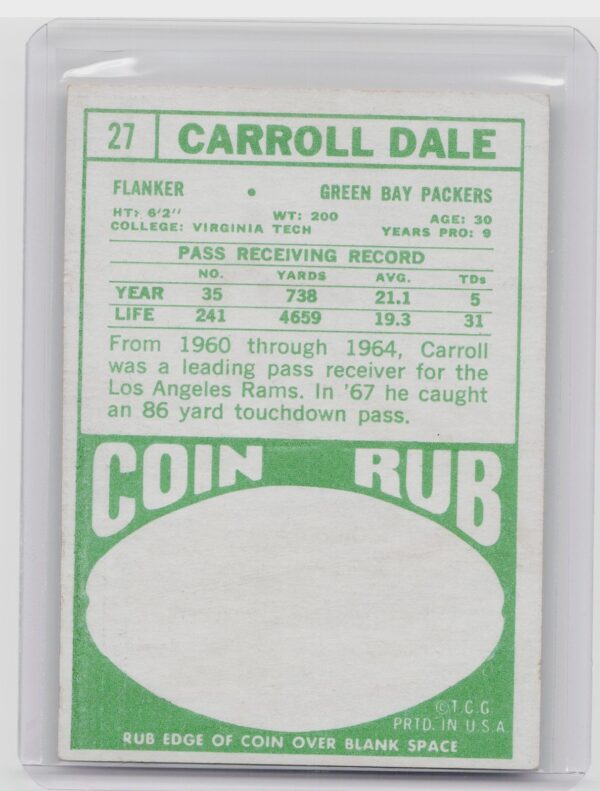 27 CARROLL DALE
FLANKER • GREEN BAY PACKERS
HT: 6'2" WT: 200 AGE: 30
COLLEGE: VIRGINIA TECH YEARS PRO: 9
PASS RECEIVING RECORD
NO. YARDS AVG. TDs
YEAR 35 738 21.1 5
LIFE 241 4659 19.3 31
From 1960 through 1964, Carroll
was a leading pass receiver for the
Los Angeles Rams. In '67 he caught
an 86 yard touchdown pass.
COIN RUB
©T.C.G.
PRTD. IN U.S.A
RUB EDGE OF COIN OVER BLANK SPACE